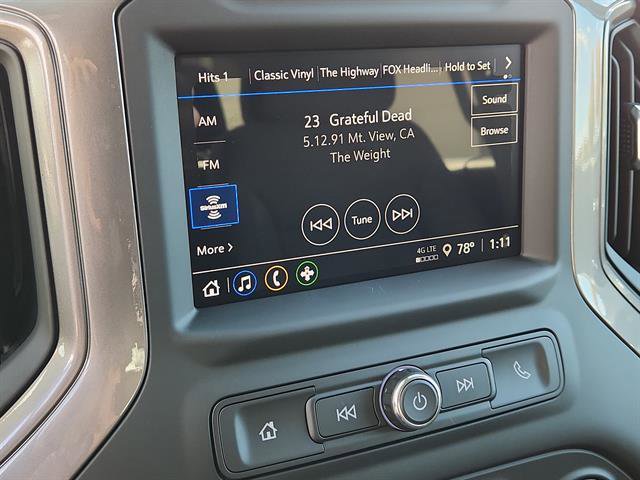 Hits 1 Classic Vinyl The Highway FOX Headli... Hold to Set
AM
23 Grateful Dead
Sound
5.12.91 Mt. View, CA
Browse
The Weight
FM
SiriusXM
Tune
More
4G LTE
78° 1:11